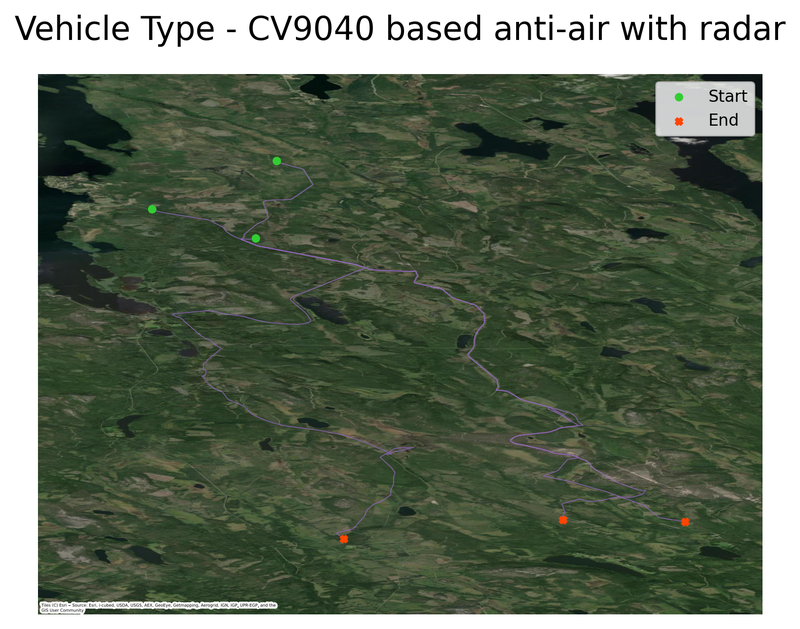 Vehicle Type - CV9040 based anti-air with radar
Start
End
Tiles (C) Esri -- Source: Esri, i-cubed, USDA, USGS, AEX, GeoEye, Getmapping, Aerogrid, IGN, IGP, UPR-EGP, and the
GIS User Community